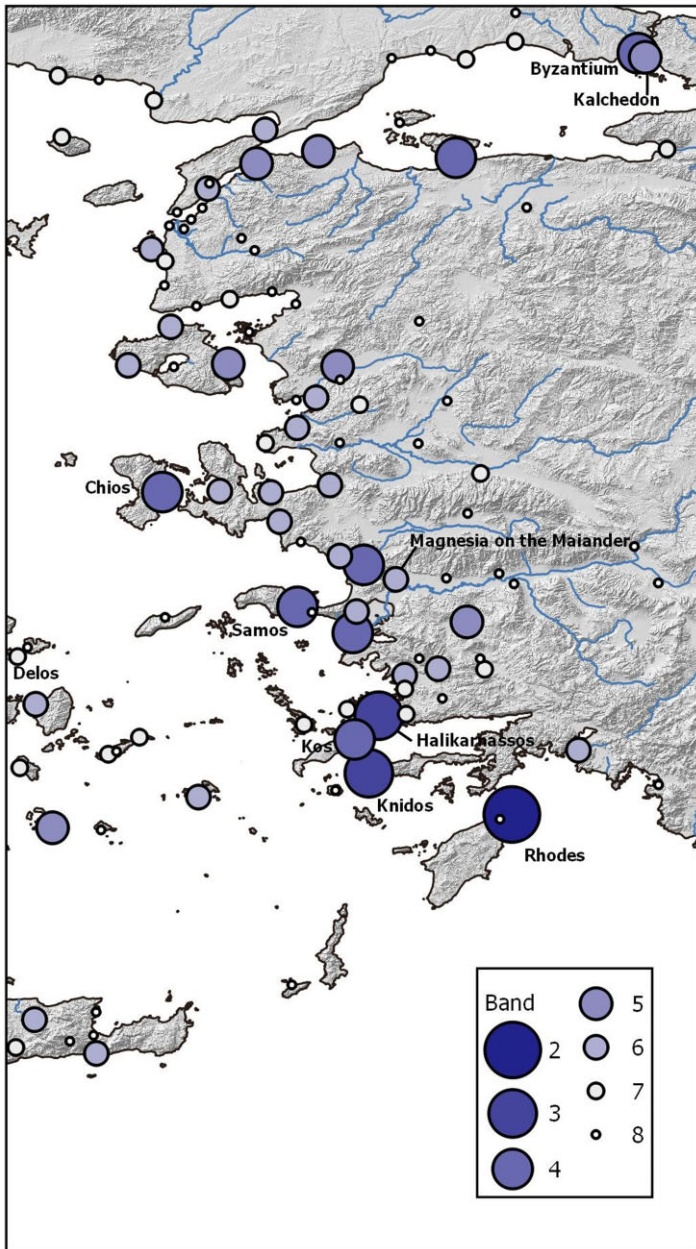 Byzantium
Kalchedon
Chios
Magnesia on the Maiander
Samos
Delos
Kos
Halikarnassos
Knidos
Rhodes
Band
2
3
4
5
6
7
8